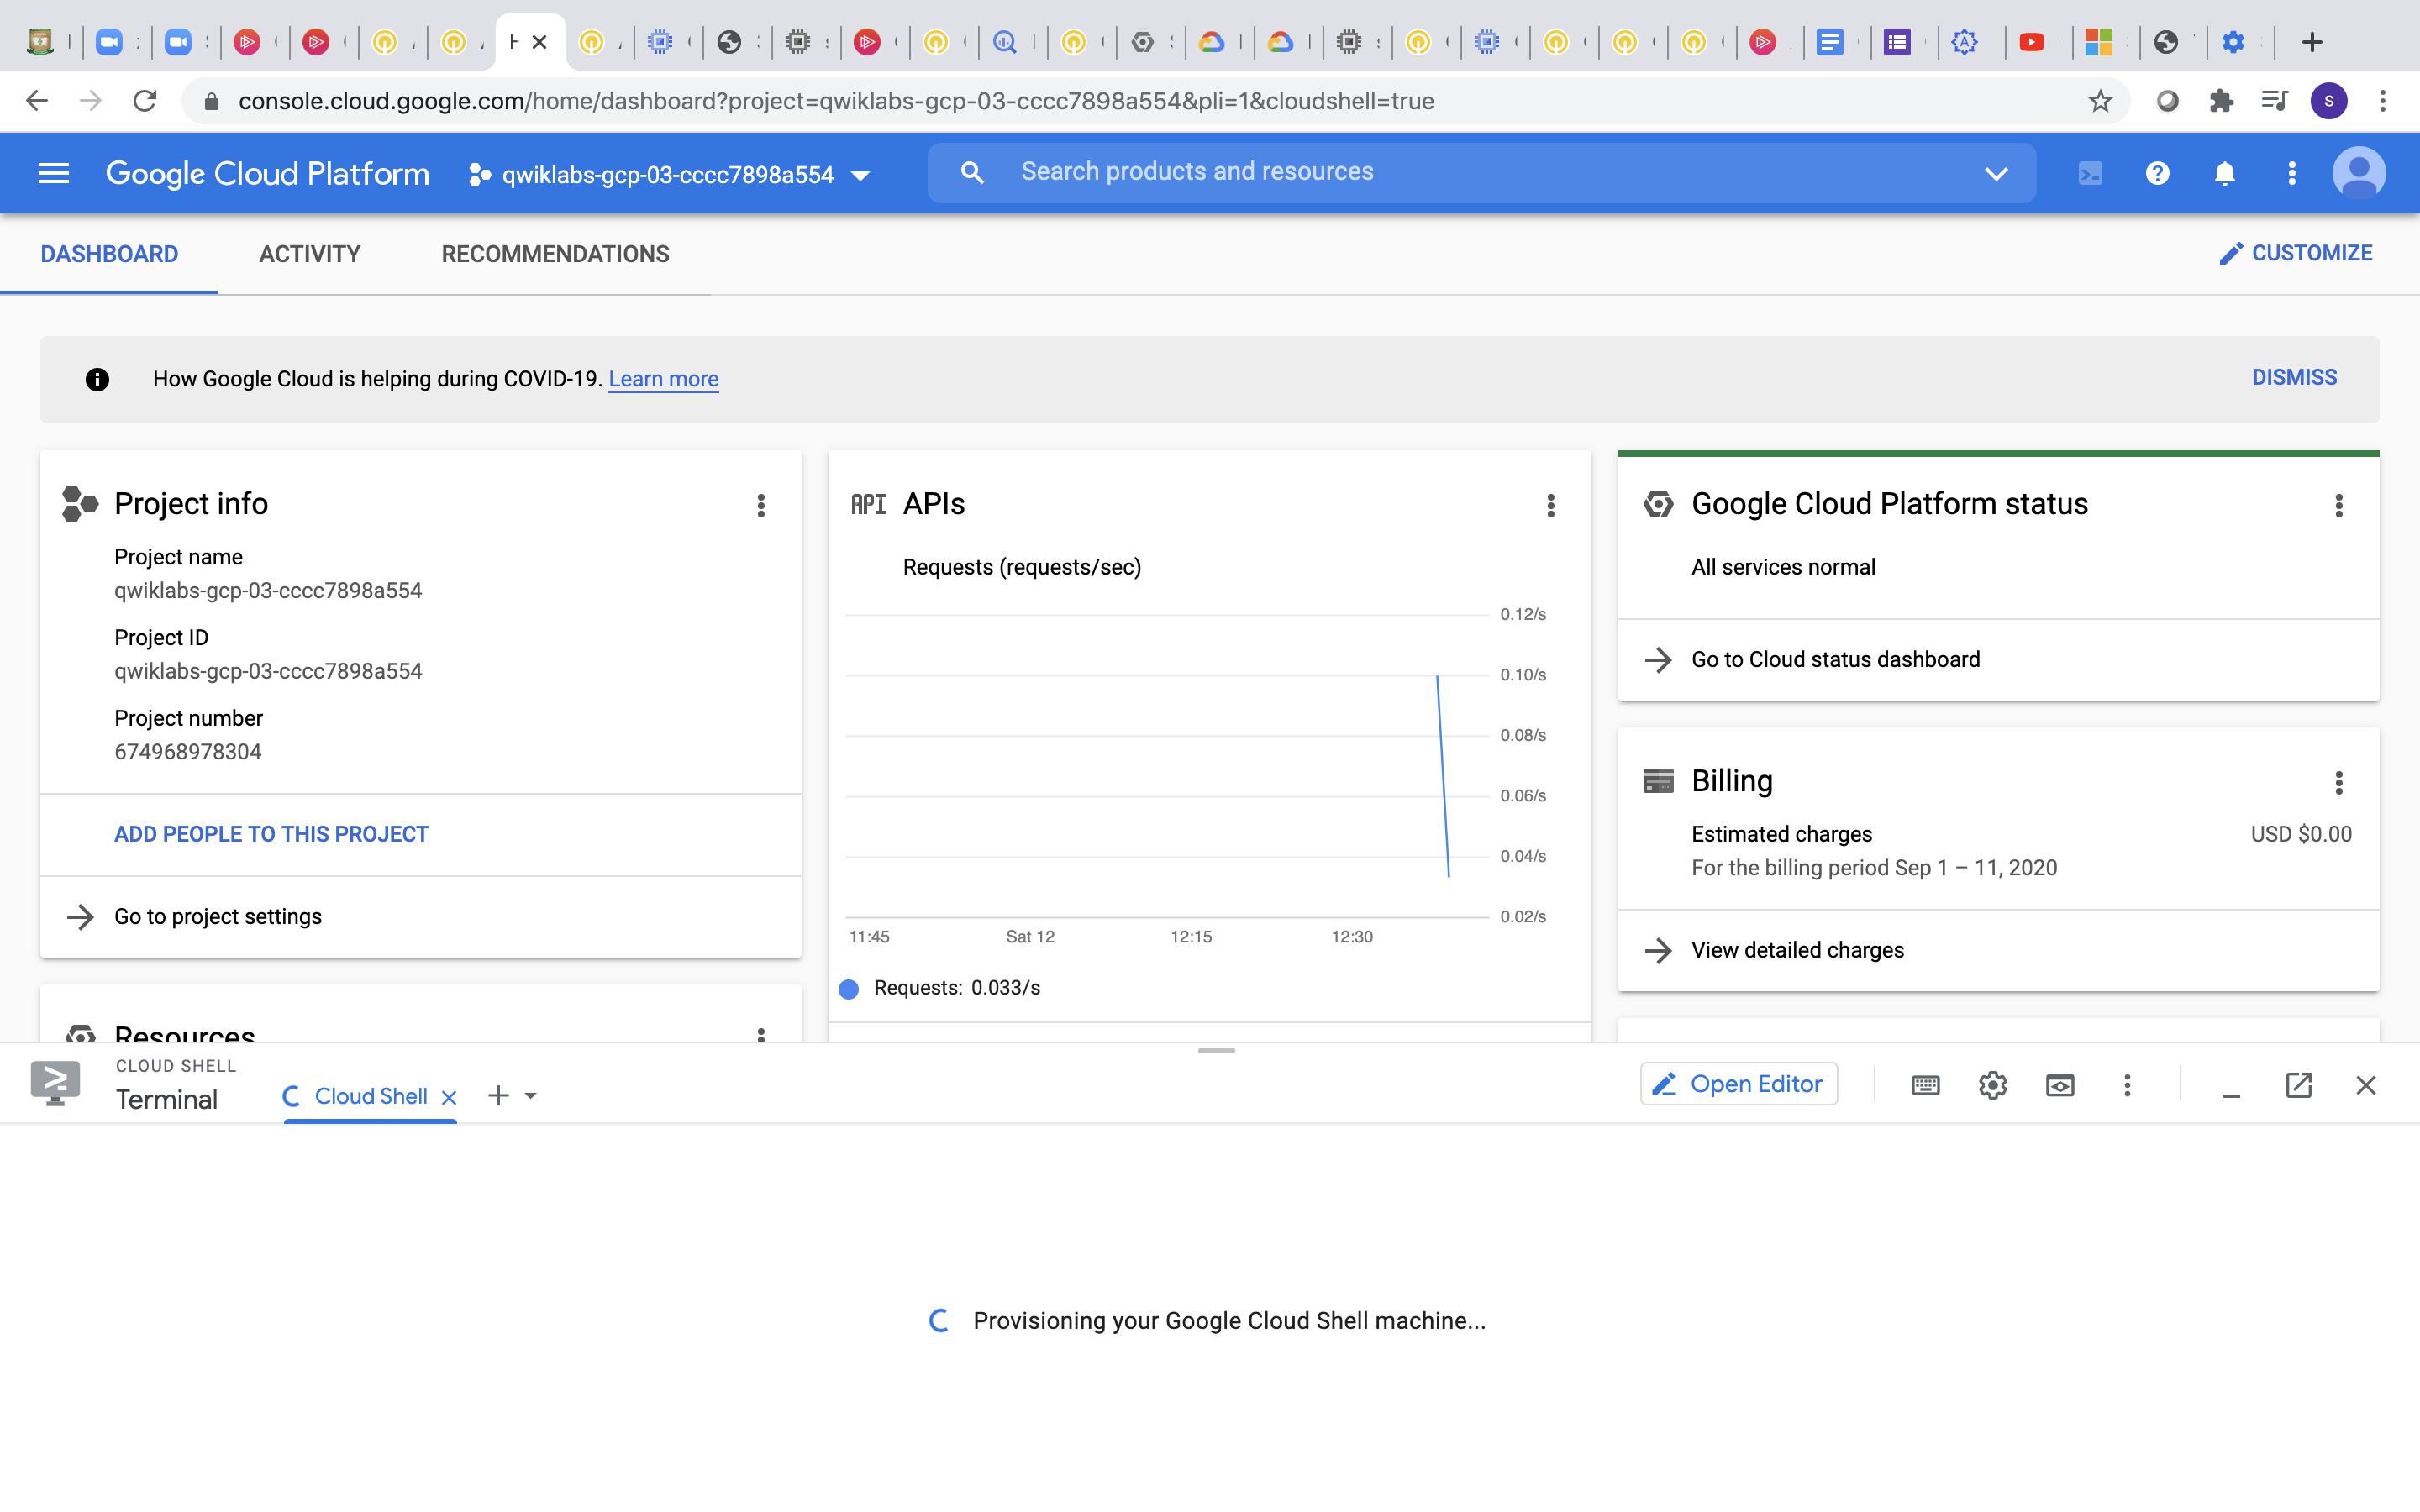 console.cloud.google.com/home/dashboard?project=qwiklabs-gcp-03-cccc7898a554&pli=1&cloudshell=true
S
Google Cloud Platform
qwiklabs-gcp-03-cccc7898a554
Search products and resources
DASHBOARD
ACTIVITY
RECOMMENDATIONS
CUSTOMIZE
How Google Cloud is helping during COVID-19. Learn more
DISMISS
Project info
Project name
qwiklabs-gcp-03-cccc7898a554
Project ID
qwiklabs-gcp-03-cccc7898a554
Project number
674968978304
ADD PEOPLE TO THIS PROJECT
Go to project settings
Resources
API APIs
Requests (requests/sec)
0.12/s
0.10/s
0.08/s
0.06/s
0.04/s
0.02/s
11:45
Sat 12
12:15
12:30
Requests: 0.033/s
Google Cloud Platform status
All services normal
Go to Cloud status dashboard
Billing
Estimated charges
USD $0.00
For the billing period Sep 1 – 11, 2020
View detailed charges
CLOUD SHELL
Terminal
Cloud Shell
Open Editor
Provisioning your Google Cloud Shell machine...